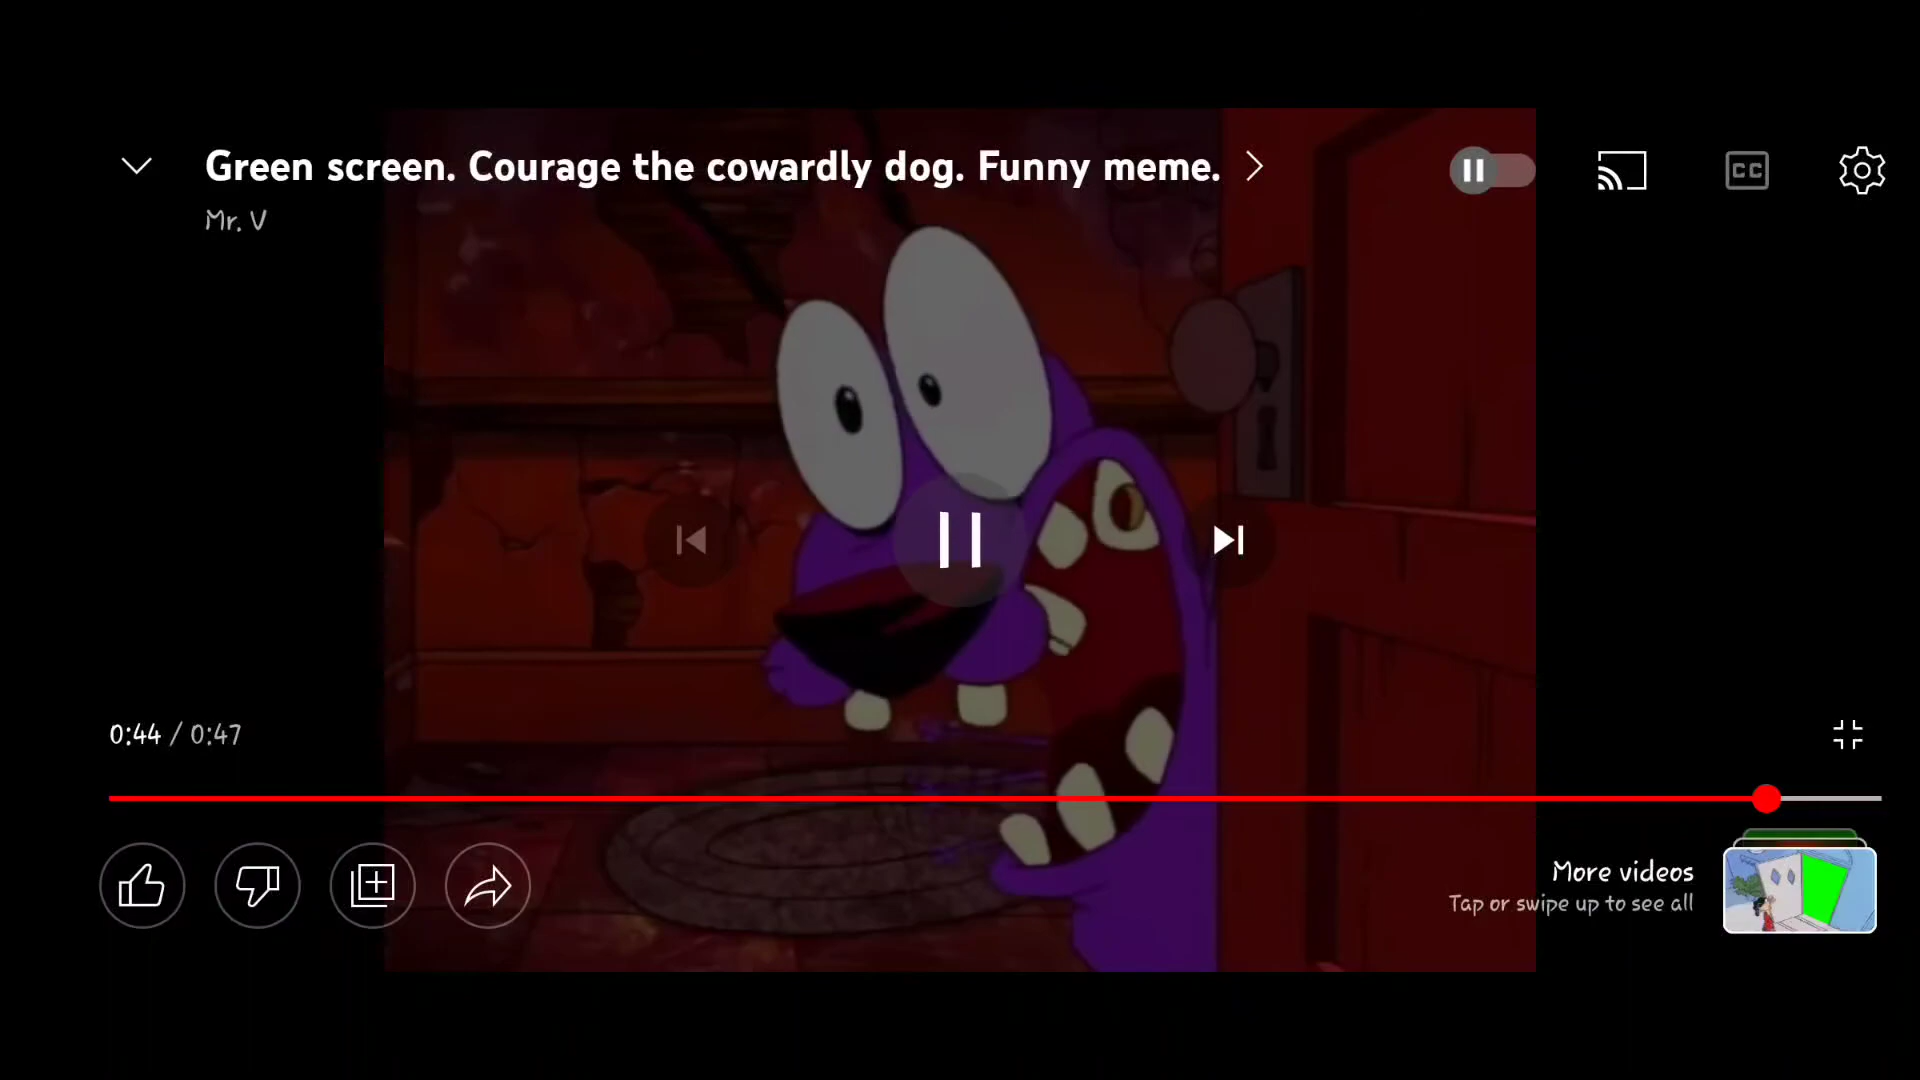 Green screen. Courage the cowardly dog. Funny meme.
Mr. V
CC
0:44 / 0:47
More videos
Tap or swipe up to see all